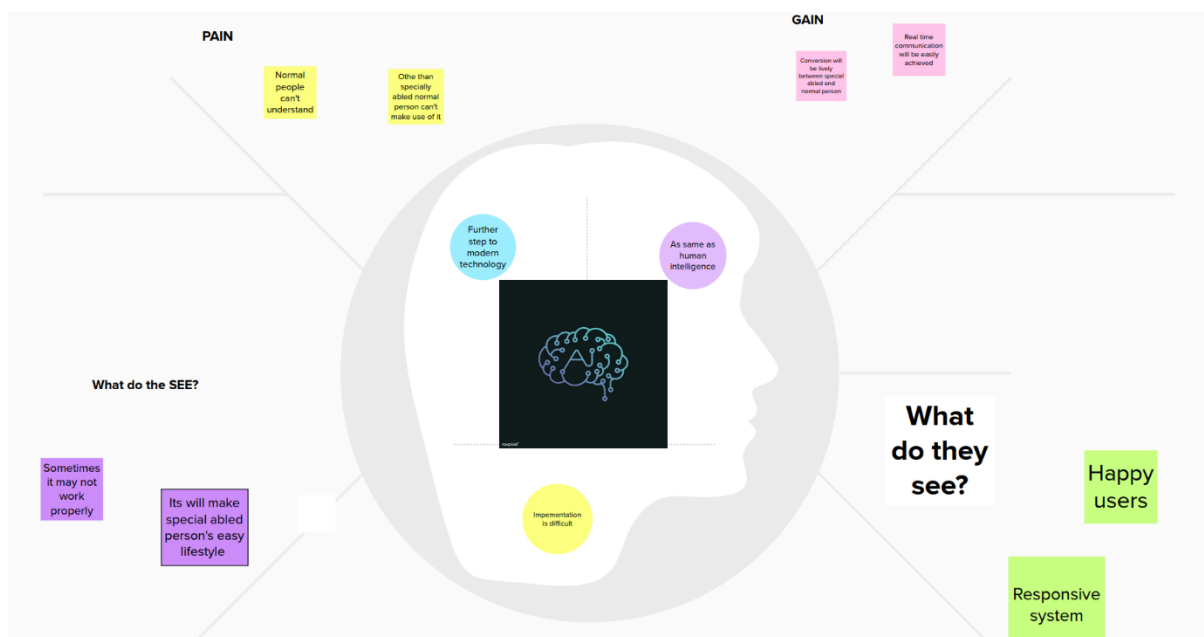 PAIN
Normal
people
can't
understand
Othe than
specially
abled normal
person can't
make use of it
GAIN
Conversion will
be lively
between special
abled and
normal person
Real time
communication
will be easily
achieved
Further
step to
modern
technology
As same as
human
intelligence
AI
rawpixel
Impementation
is difficult
What do the SEE?
Sometimes
it may not
work
properly
Its will make
special abled
person's easy
lifestyle
What
do they
see?
Happy
users
Responsive
system